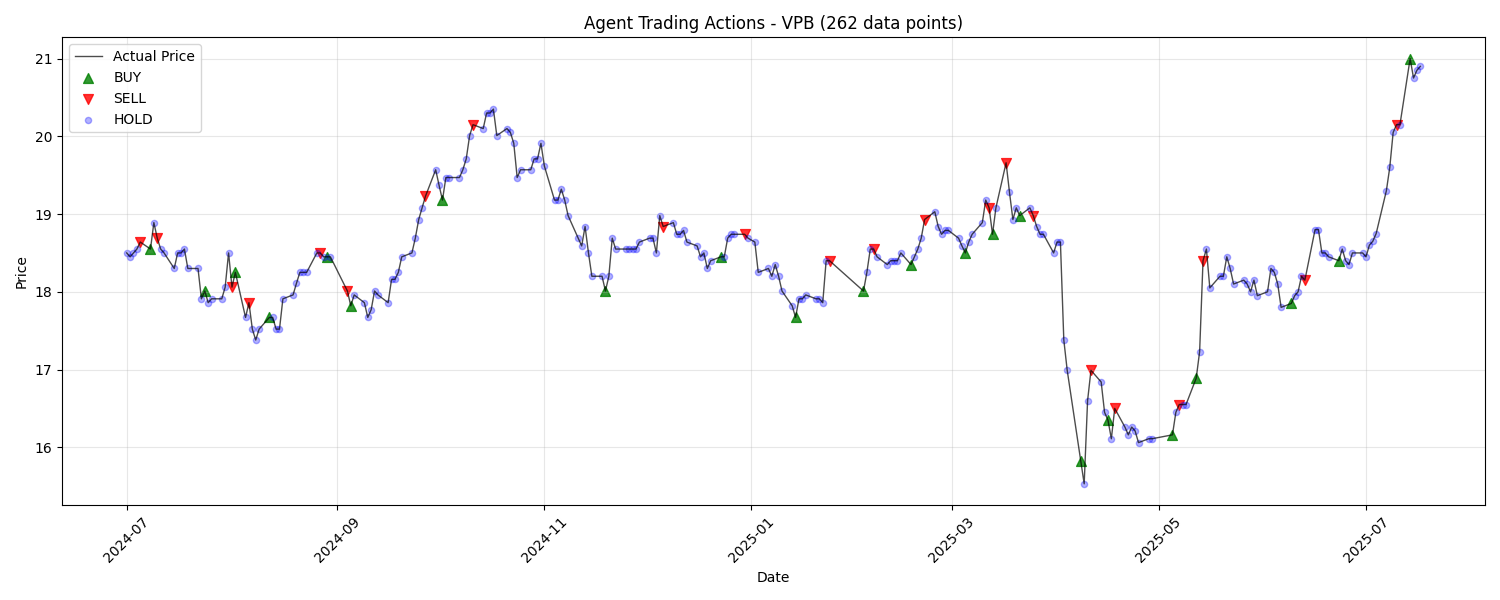 Agent Trading Actions - VPB (262 data points)
Actual Price
BUY
SELL
HOLD
Price
21
20
19
18
17
16
2024-07
2024-09
2024-11
2025-01
2025-03
2025-05
2025-07
Date